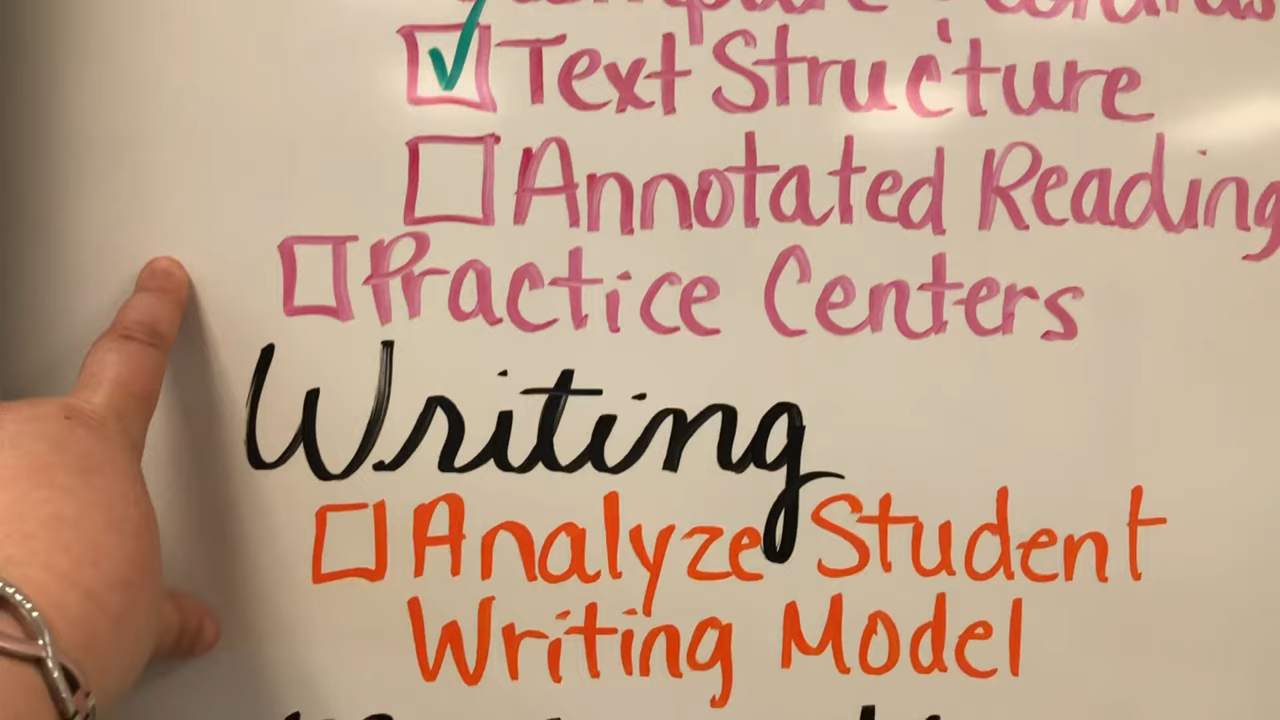 Text Structure
Annotated Reading
Practice Centers
Writing
Analyze Student
Writing Model